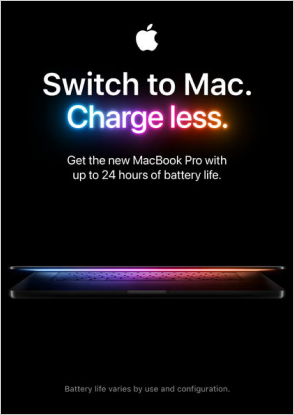 Switch to Mac.
Charge less.
Get the new MacBook Pro with
up to 24 hours of battery life.
Battery life varies by use and configuration.